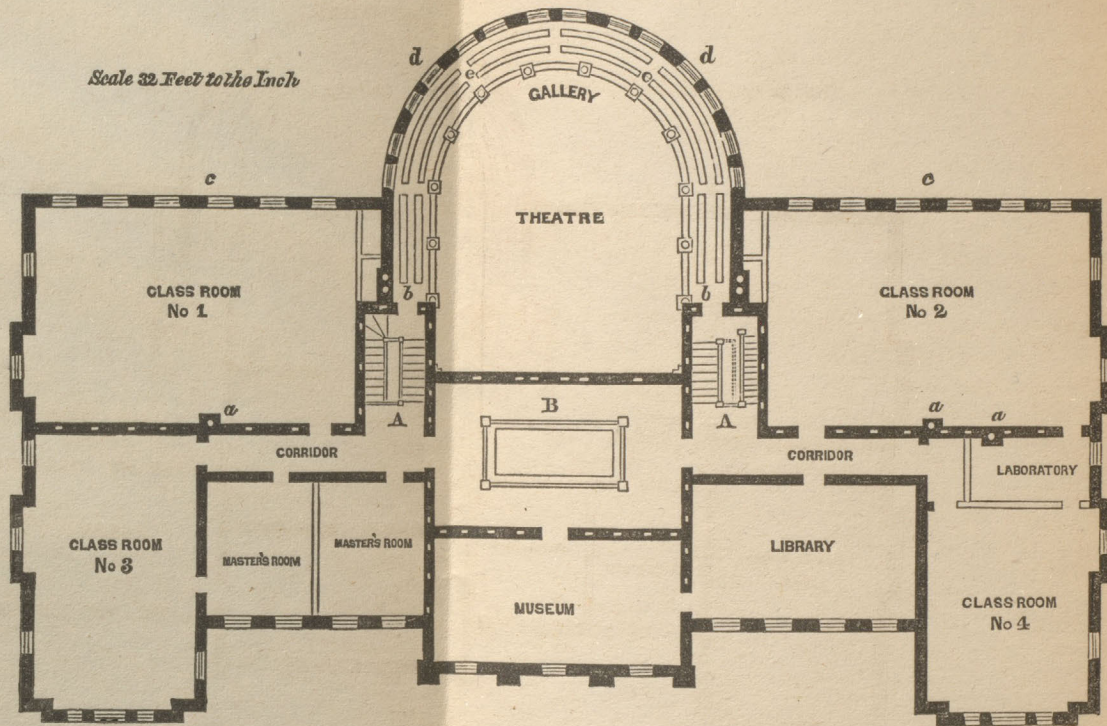 Scale 32 Feet to the Inch
d
d
e
e
GALLERY
c
c
THEATRE
CLASS ROOM
No 1
b
b
CLASS ROOM
No 2
a
A
B
A
a
a
CORRIDOR
CORRIDOR
LABORATORY
CLASS ROOM
No 3
MASTER'S ROOM
MASTER'S ROOM
LIBRARY
MUSEUM
CLASS ROOM
No 4